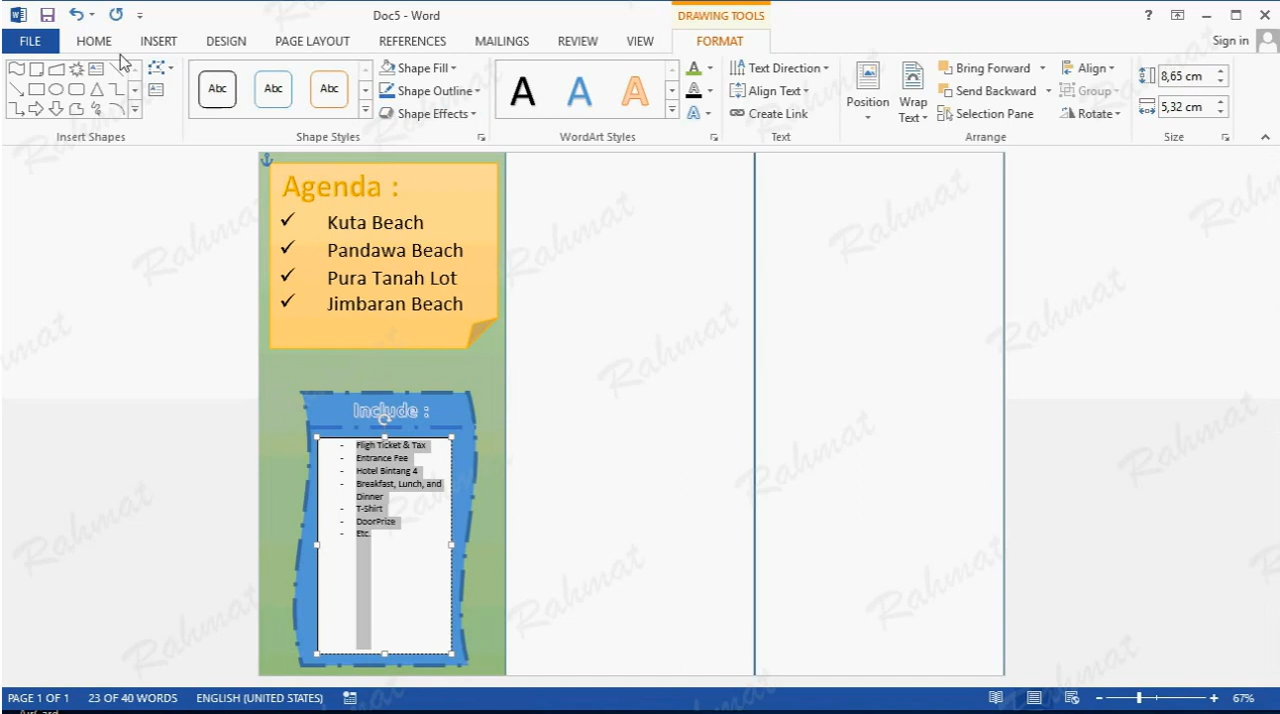 Doc5 - Word
DRAWING TOOLS
?
FILE
HOME
INSERT
DESIGN
PAGE LAYOUT
REFERENCES
MAILINGS
REVIEW
VIEW
FORMAT
Sign in
Abc
Abc
Abc
Shape Fill
Shape Outline
Shape Effects
A
A
A
Text Direction
Align Text
Create Link
Position
Wrap
Text
Bring Forward
Send Backward
Selection Pane
Align
Group
Rotate
8,65 cm
5,32 cm
Insert Shapes
Shape Styles
WordArt Styles
Text
Arrange
Size
Agenda :
✓ Kuta Beach
✓ Pandawa Beach
✓ Pura Tanah Lot
✓ Jimbaran Beach
Include :
- Fligh Ticket & Tax
- Entrance Fee
- Hotel Bintang 4
- Breakfast, Lunch, and
Dinner
- T-Shirt
- DoorPrize
- Etc.
Rahmat
PAGE 1 OF 1
23 OF 40 WORDS
ENGLISH (UNITED STATES)
67%